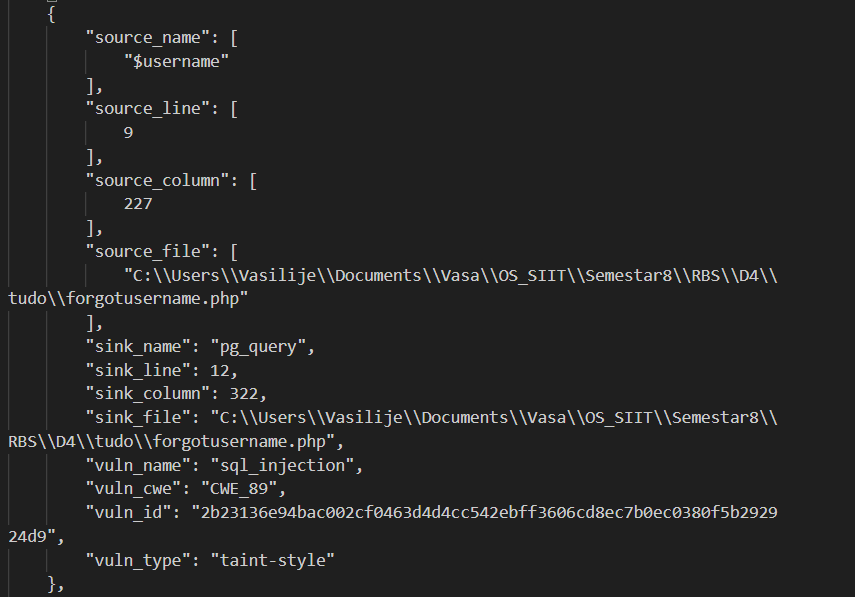 {
"source_name": [
"$username"
],
"source_line": [
9
],
"source_column": [
227
],
"source_file": [
"C:\\Users\\Vasilije\\Documents\\Vasa\\OS_SIIT\\Semestar8\\RBS\\D4\\
tudo\\forgotusername.php"
],
"sink_name": "pg_query",
"sink_line": 12,
"sink_column": 322,
"sink_file": "C:\\Users\\Vasilije\\Documents\\Vasa\\OS_SIIT\\Semestar8\\
RBS\\D4\\tudo\\forgotusername.php",
"vuln_name": "sql_injection",
"vuln_cwe": "CWE_89",
"vuln_id": "2b23136e94bac002cf0463d4d4cc542ebff3606cd8ec7b0ec0380f5b2929
24d9",
"vuln_type": "taint-style"
},